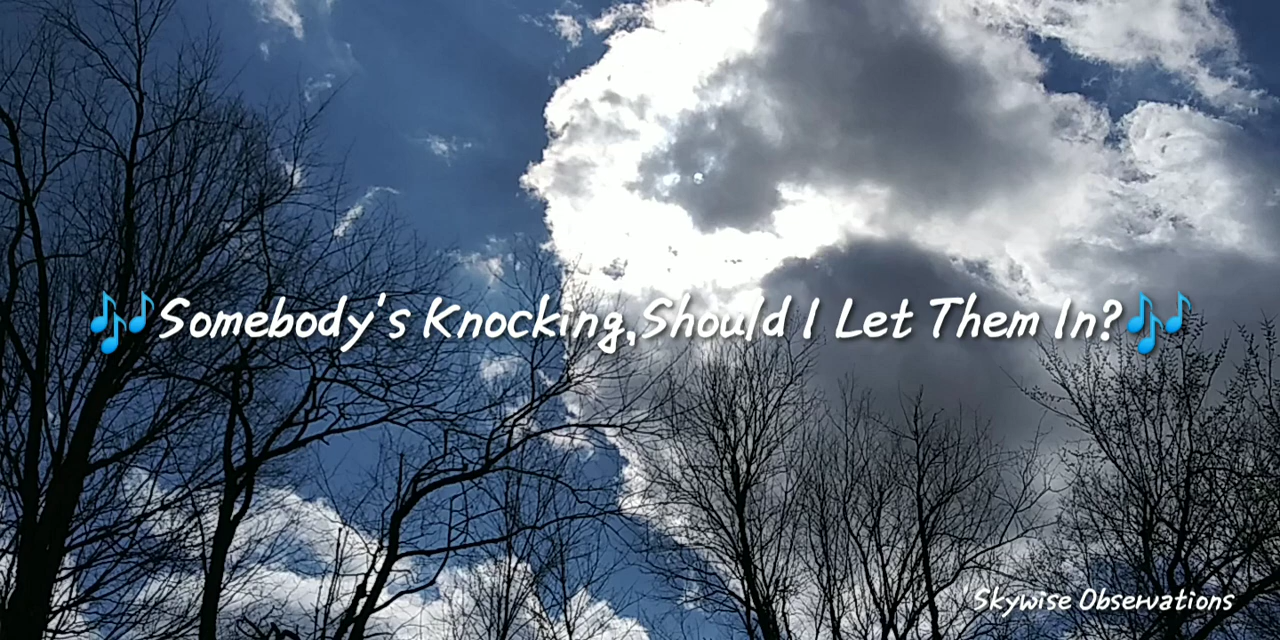 🎶Somebody's Knocking,Should I Let Them In?🎶
Skywise Observations